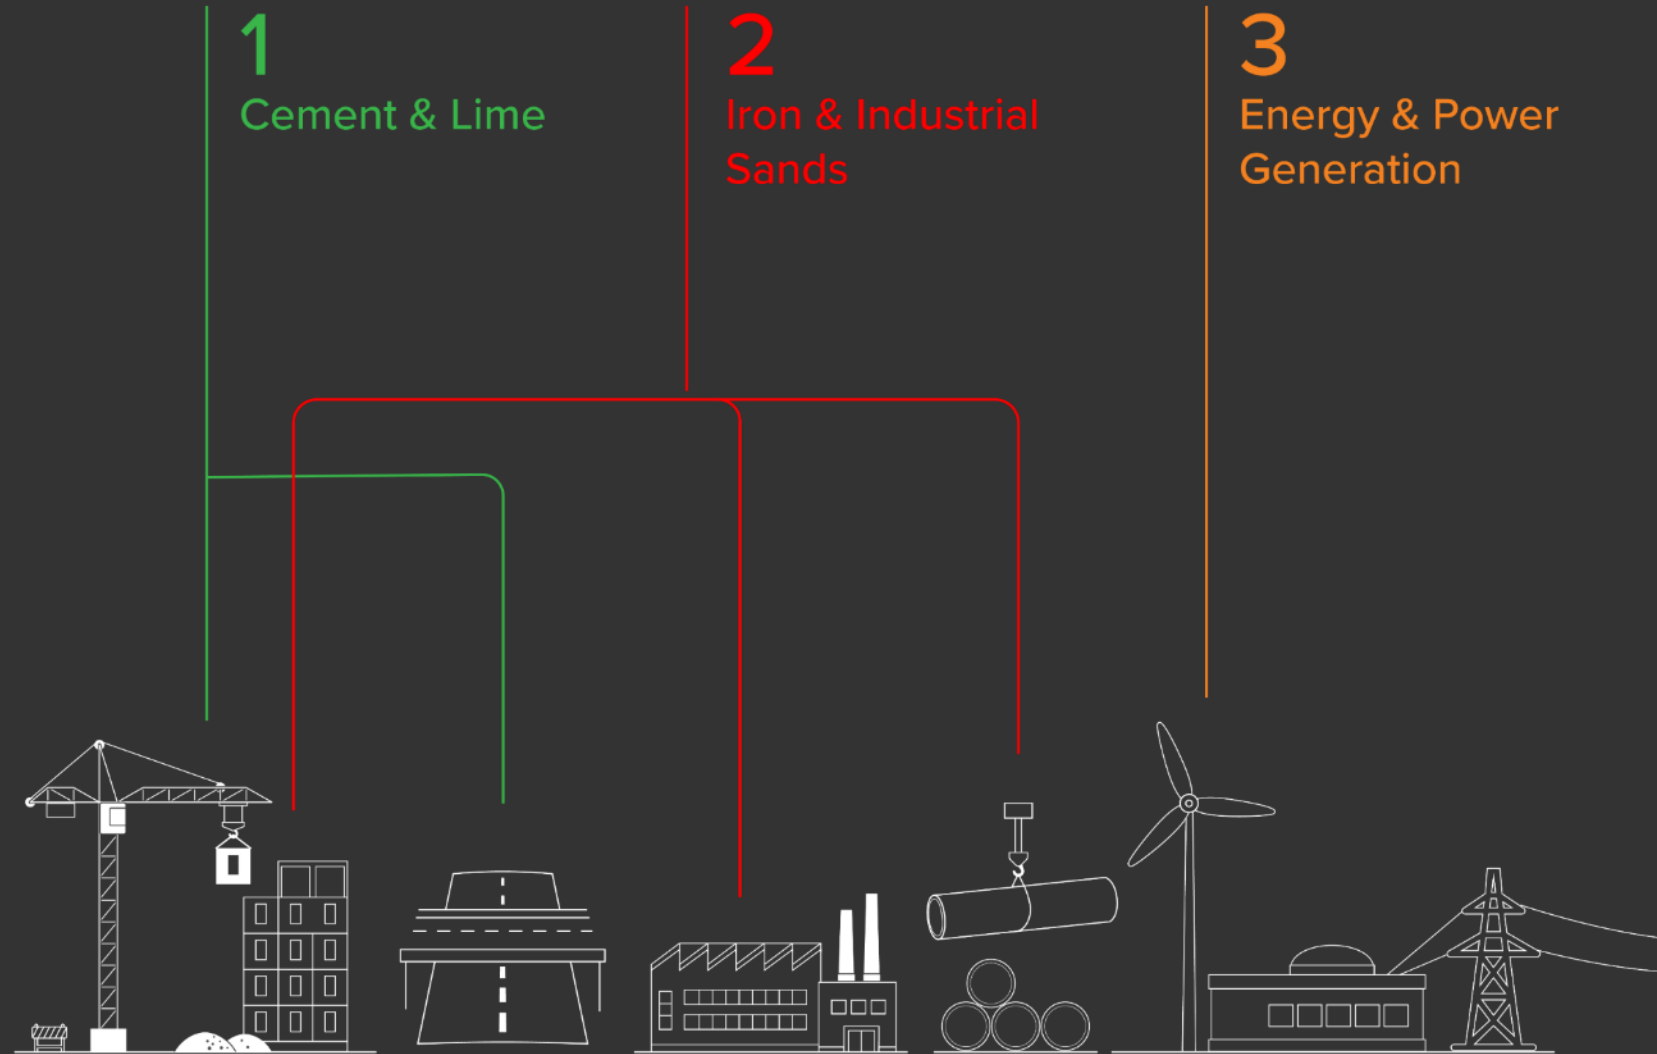 1
Cement & Lime
2
Iron & Industrial
Sands
3
Energy & Power
Generation